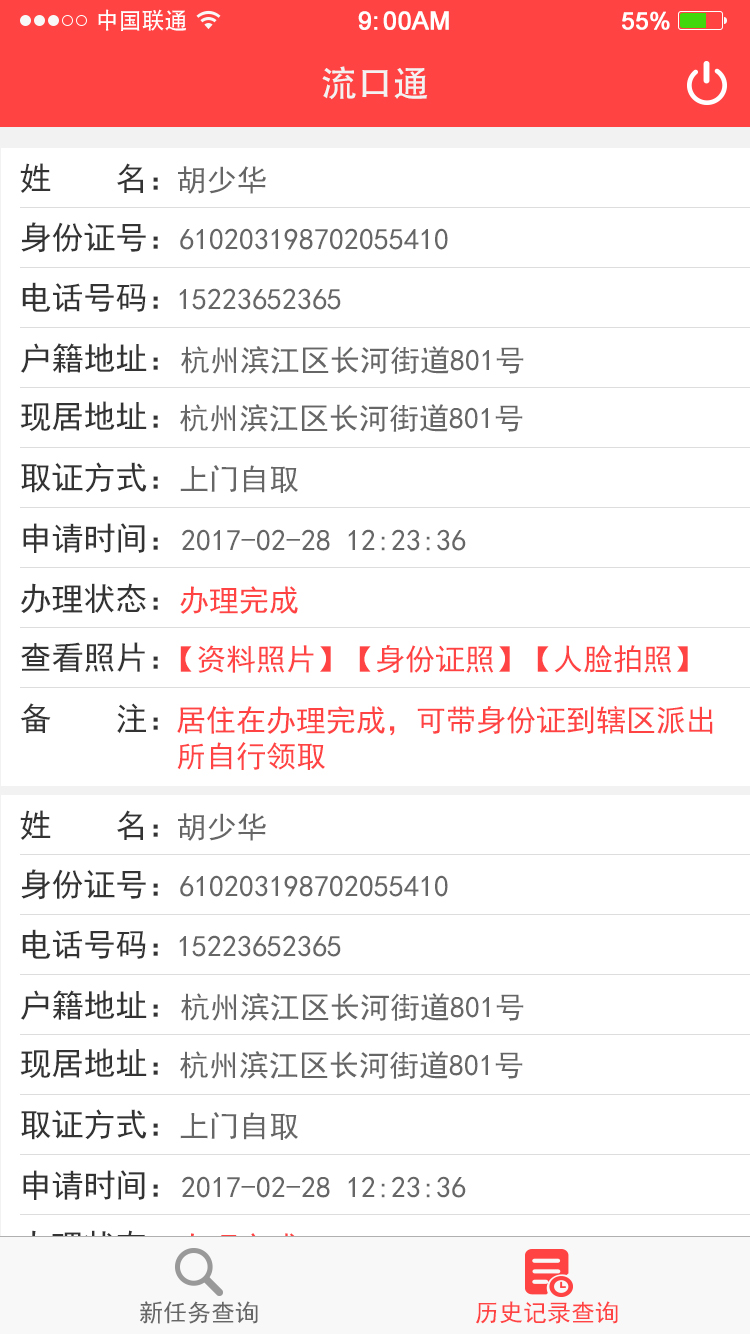 中国联通 9:00AM 55%
流口通
姓 名：胡少华
身份证号：610203198702055410
电话号码：15223652365
户籍地址：杭州滨江区长河街道801号
现居地址：杭州滨江区长河街道801号
取证方式：上门自取
申请时间：2017-02-28 12:23:36
办理状态：办理完成
查看照片：【资料照片】【身份证照】【人脸拍照】
备 注：居住在办理完成，可带身份证到辖区派出
所自行领取
姓 名：胡少华
身份证号：610203198702055410
电话号码：15223652365
户籍地址：杭州滨江区长河街道801号
现居地址：杭州滨江区长河街道801号
取证方式：上门自取
申请时间：2017-02-28 12:23:36
新任务查询 历史记录查询